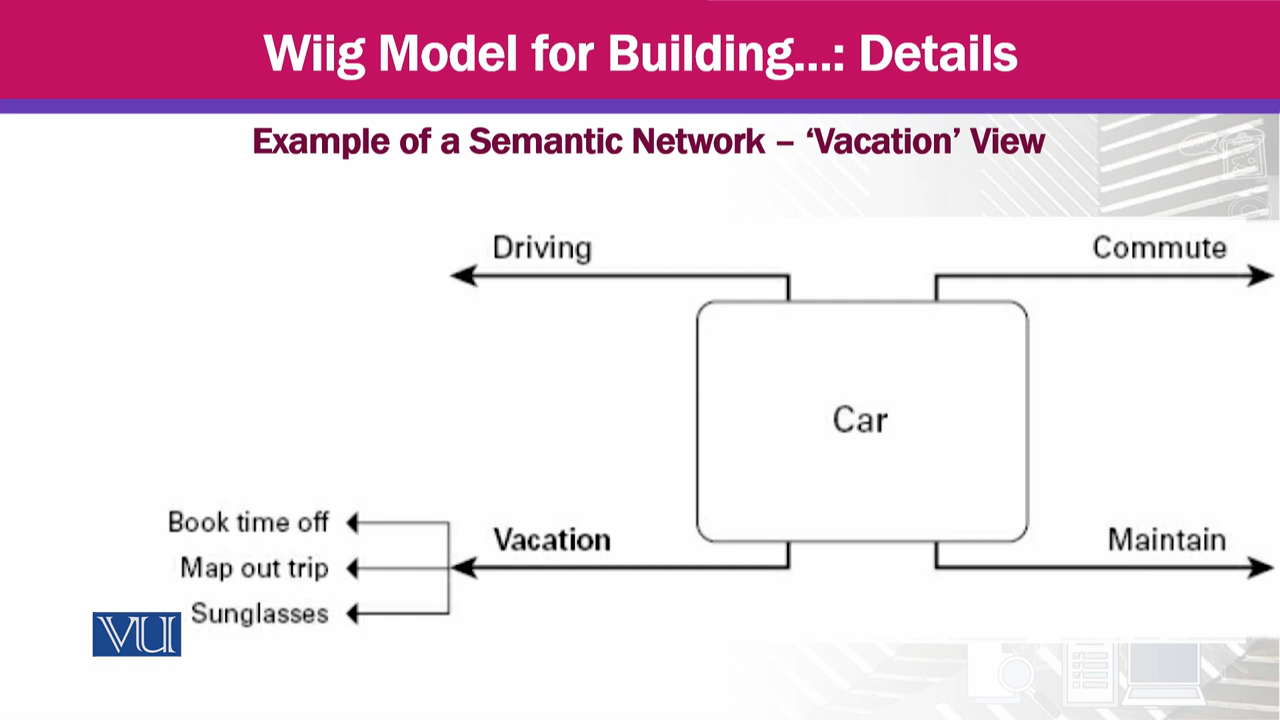 Wiig Model for Building...: Details
Example of a Semantic Network – ‘Vacation’ View
Driving
Commute
Car
Vacation
Maintain
Book time off
Map out trip
Sunglasses
VU